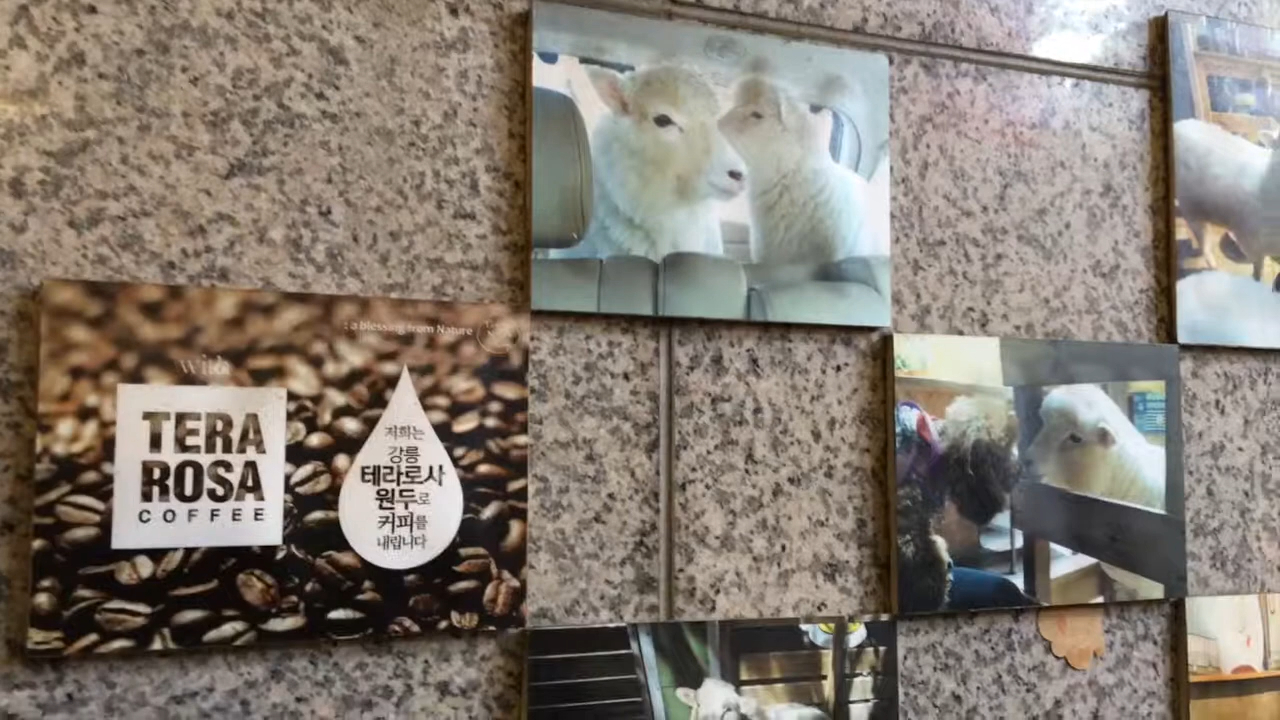 : a blessing from Nature
with
TERA
ROSA
COFFEE
저희는
강릉
테라로사
원두로
커피를
내립니다